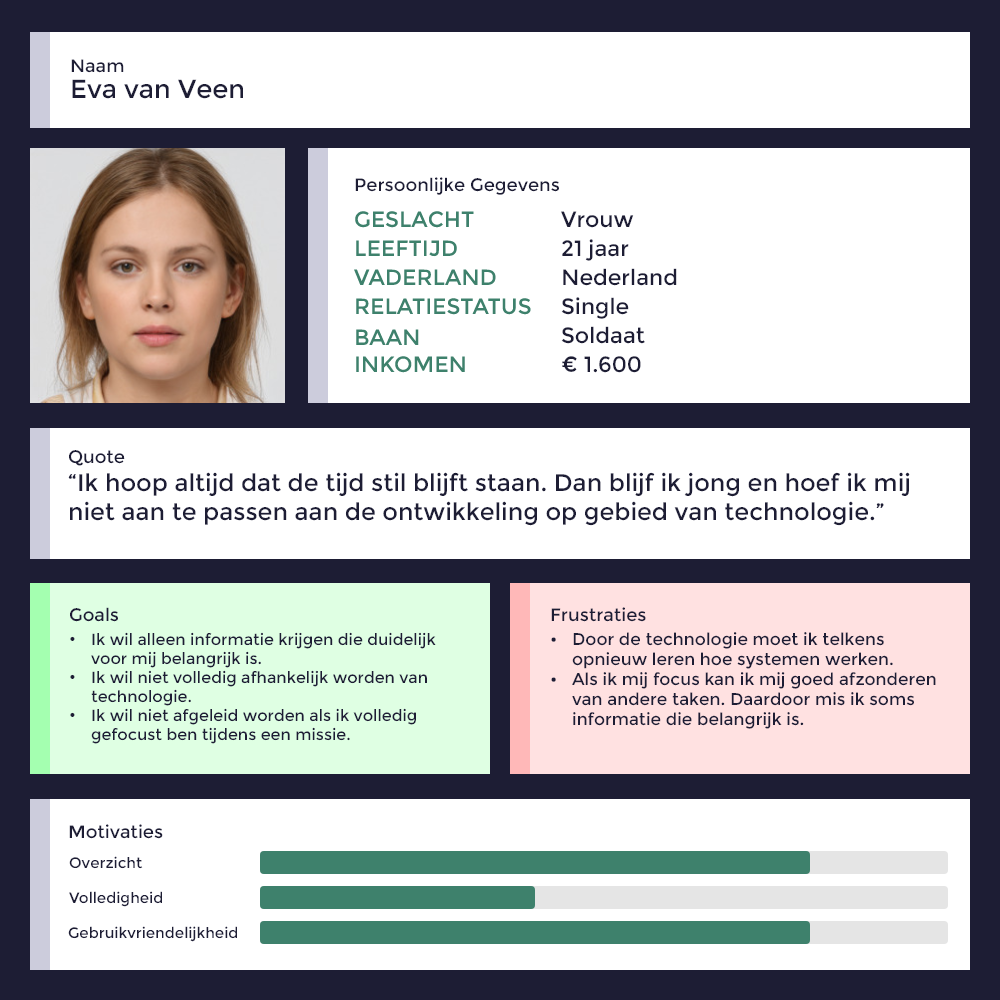 Naam
Eva van Veen
Persoonlijke Gegevens
GESLACHT Vrouw
LEEFTIJD 21 jaar
VADERLAND Nederland
RELATIESTATUS Single
BAAN Soldaat
INKOMEN € 1.600
Quote
“Ik hoop altijd dat de tijd stil blijft staan. Dan blijf ik jong en hoef ik mij
niet aan te passen aan de ontwikkeling op gebied van technologie.”
Goals
• Ik wil alleen informatie krijgen die duidelijk
voor mij belangrijk is.
• Ik wil niet volledig afhankelijk worden van
technologie.
• Ik wil niet afgeleid worden als ik volledig
gefocust ben tijdens een missie.
Frustraties
• Door de technologie moet ik telkens
opnieuw leren hoe systemen werken.
• Als ik mij focus kan ik mij goed afzonderen
van andere taken. Daardoor mis ik soms
informatie die belangrijk is.
Motivaties
Overzicht
Volledigheid
Gebruikvriendelijkheid